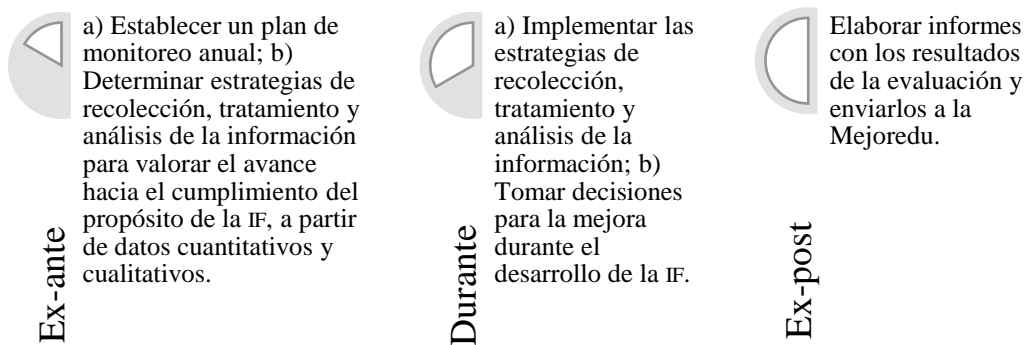 a) Establecer un plan de
monitoreo anual; b)
Determinar estrategias de
recolección, tratamiento y
análisis de la información
para valorar el avance
hacia el cumplimiento del
propósito de la IF, a partir
de datos cuantitativos y
cualitativos.
Ex-ante
a) Implementar las
estrategias de
recolección,
tratamiento y
análisis de la
información; b)
Tomar decisiones
para la mejora
durante el
desarrollo de la IF.
Durante
Elaborar informes
con los resultados
de la evaluación y
enviarlos a la
Mejoredu.
Ex-post